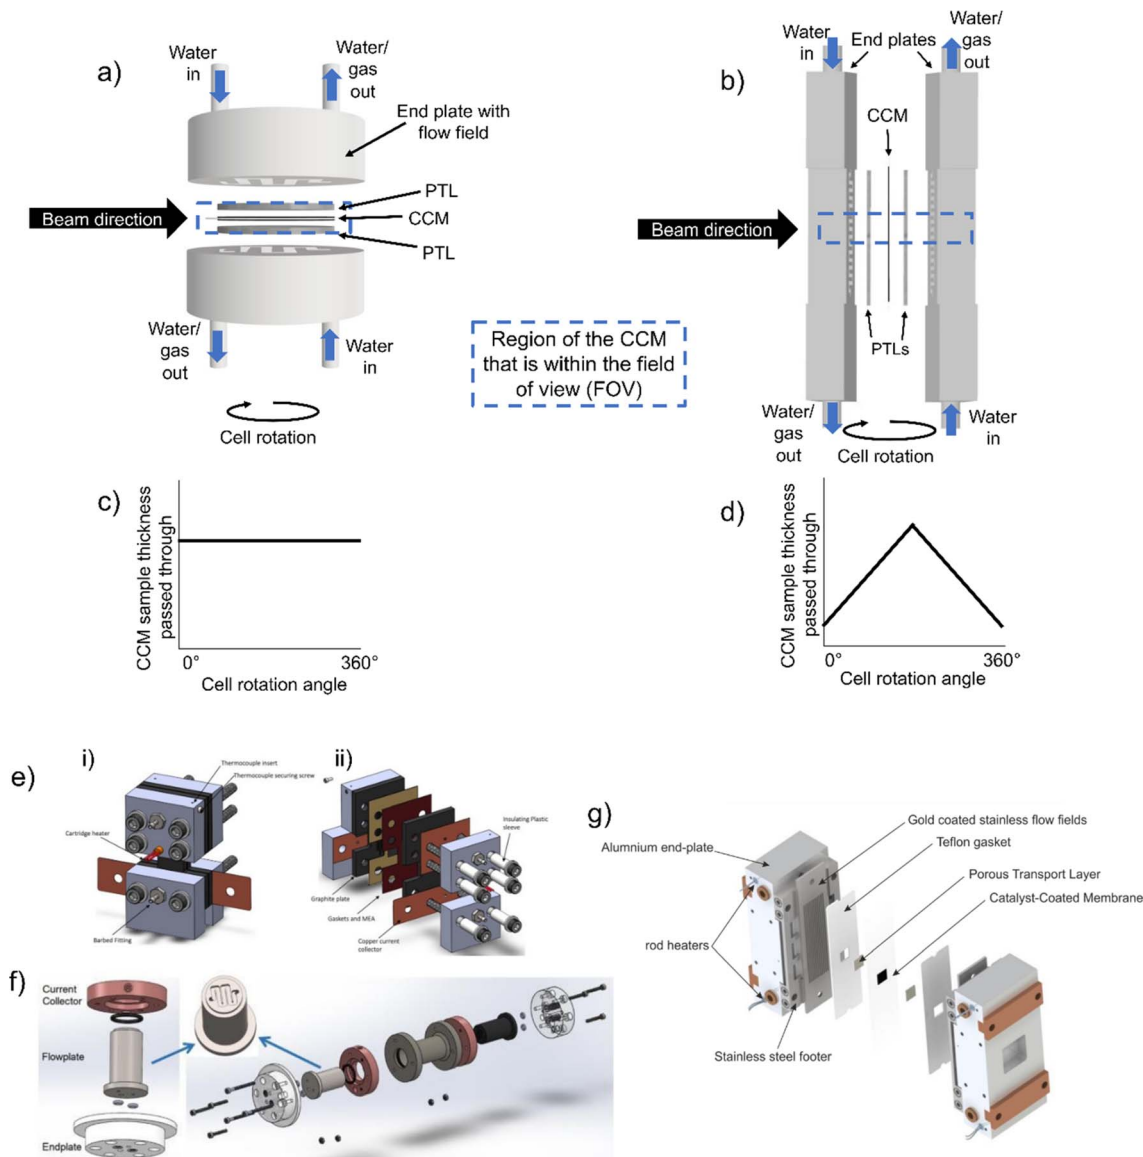 a)
Water
in
Water/
gas
out
End plate with
flow field
Beam direction
PTL
CCM
PTL
Water/
gas
out
Water
in
Cell rotation
Region of the CCM
that is within the field
of view (FOV)
b)
Water
in
End plates
Water/
gas
out
CCM
Beam direction
PTLs
Water/
gas
out
Water
in
Cell rotation
c)
CCM sample thickness
passed through
0°
360°
Cell rotation angle
d)
CCM sample thickness
passed through
0°
360°
Cell rotation angle
e)
i)
Thermocouple insert
Thermocouple securing screw
Cartridge heater
Barbed Fitting
ii)
Insulating Plastic
sleeve
Graphite plate
Gaskets and MEA
Copper current
collector
f)
Current
Collector
Flowplate
Endplate
g)
Gold coated stainless flow fields
Alumnium end-plate
Teflon gasket
Porous Transport Layer
Catalyst-Coated Membrane
rod heaters
Stainless steel footer